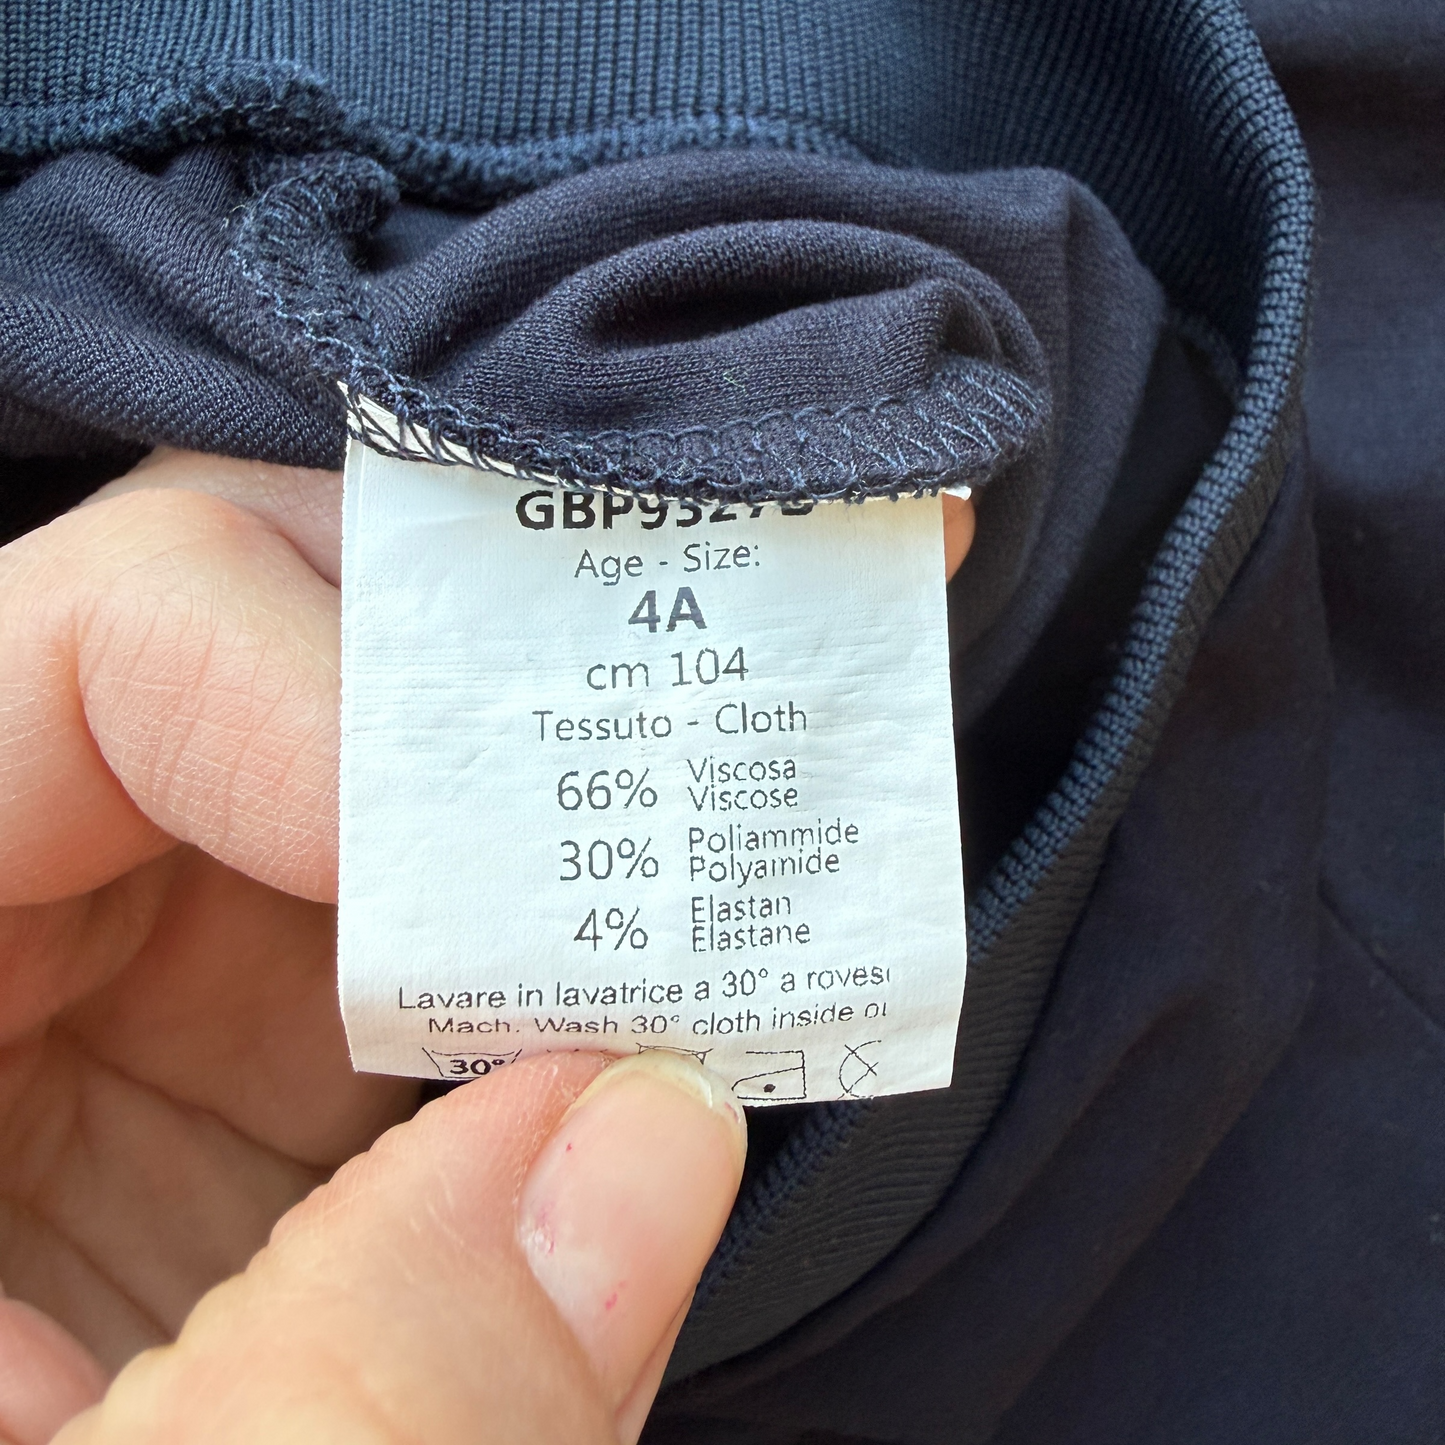 Age - Size:
4A
cm 104
Tessuto - Cloth
66% Viscosa
Viscose
30% Poliammide
Polyamide
4% Elastan
Elastane
Lavare in lavatrice a 30° a
Mach. Wash 30° cloth inside
30°